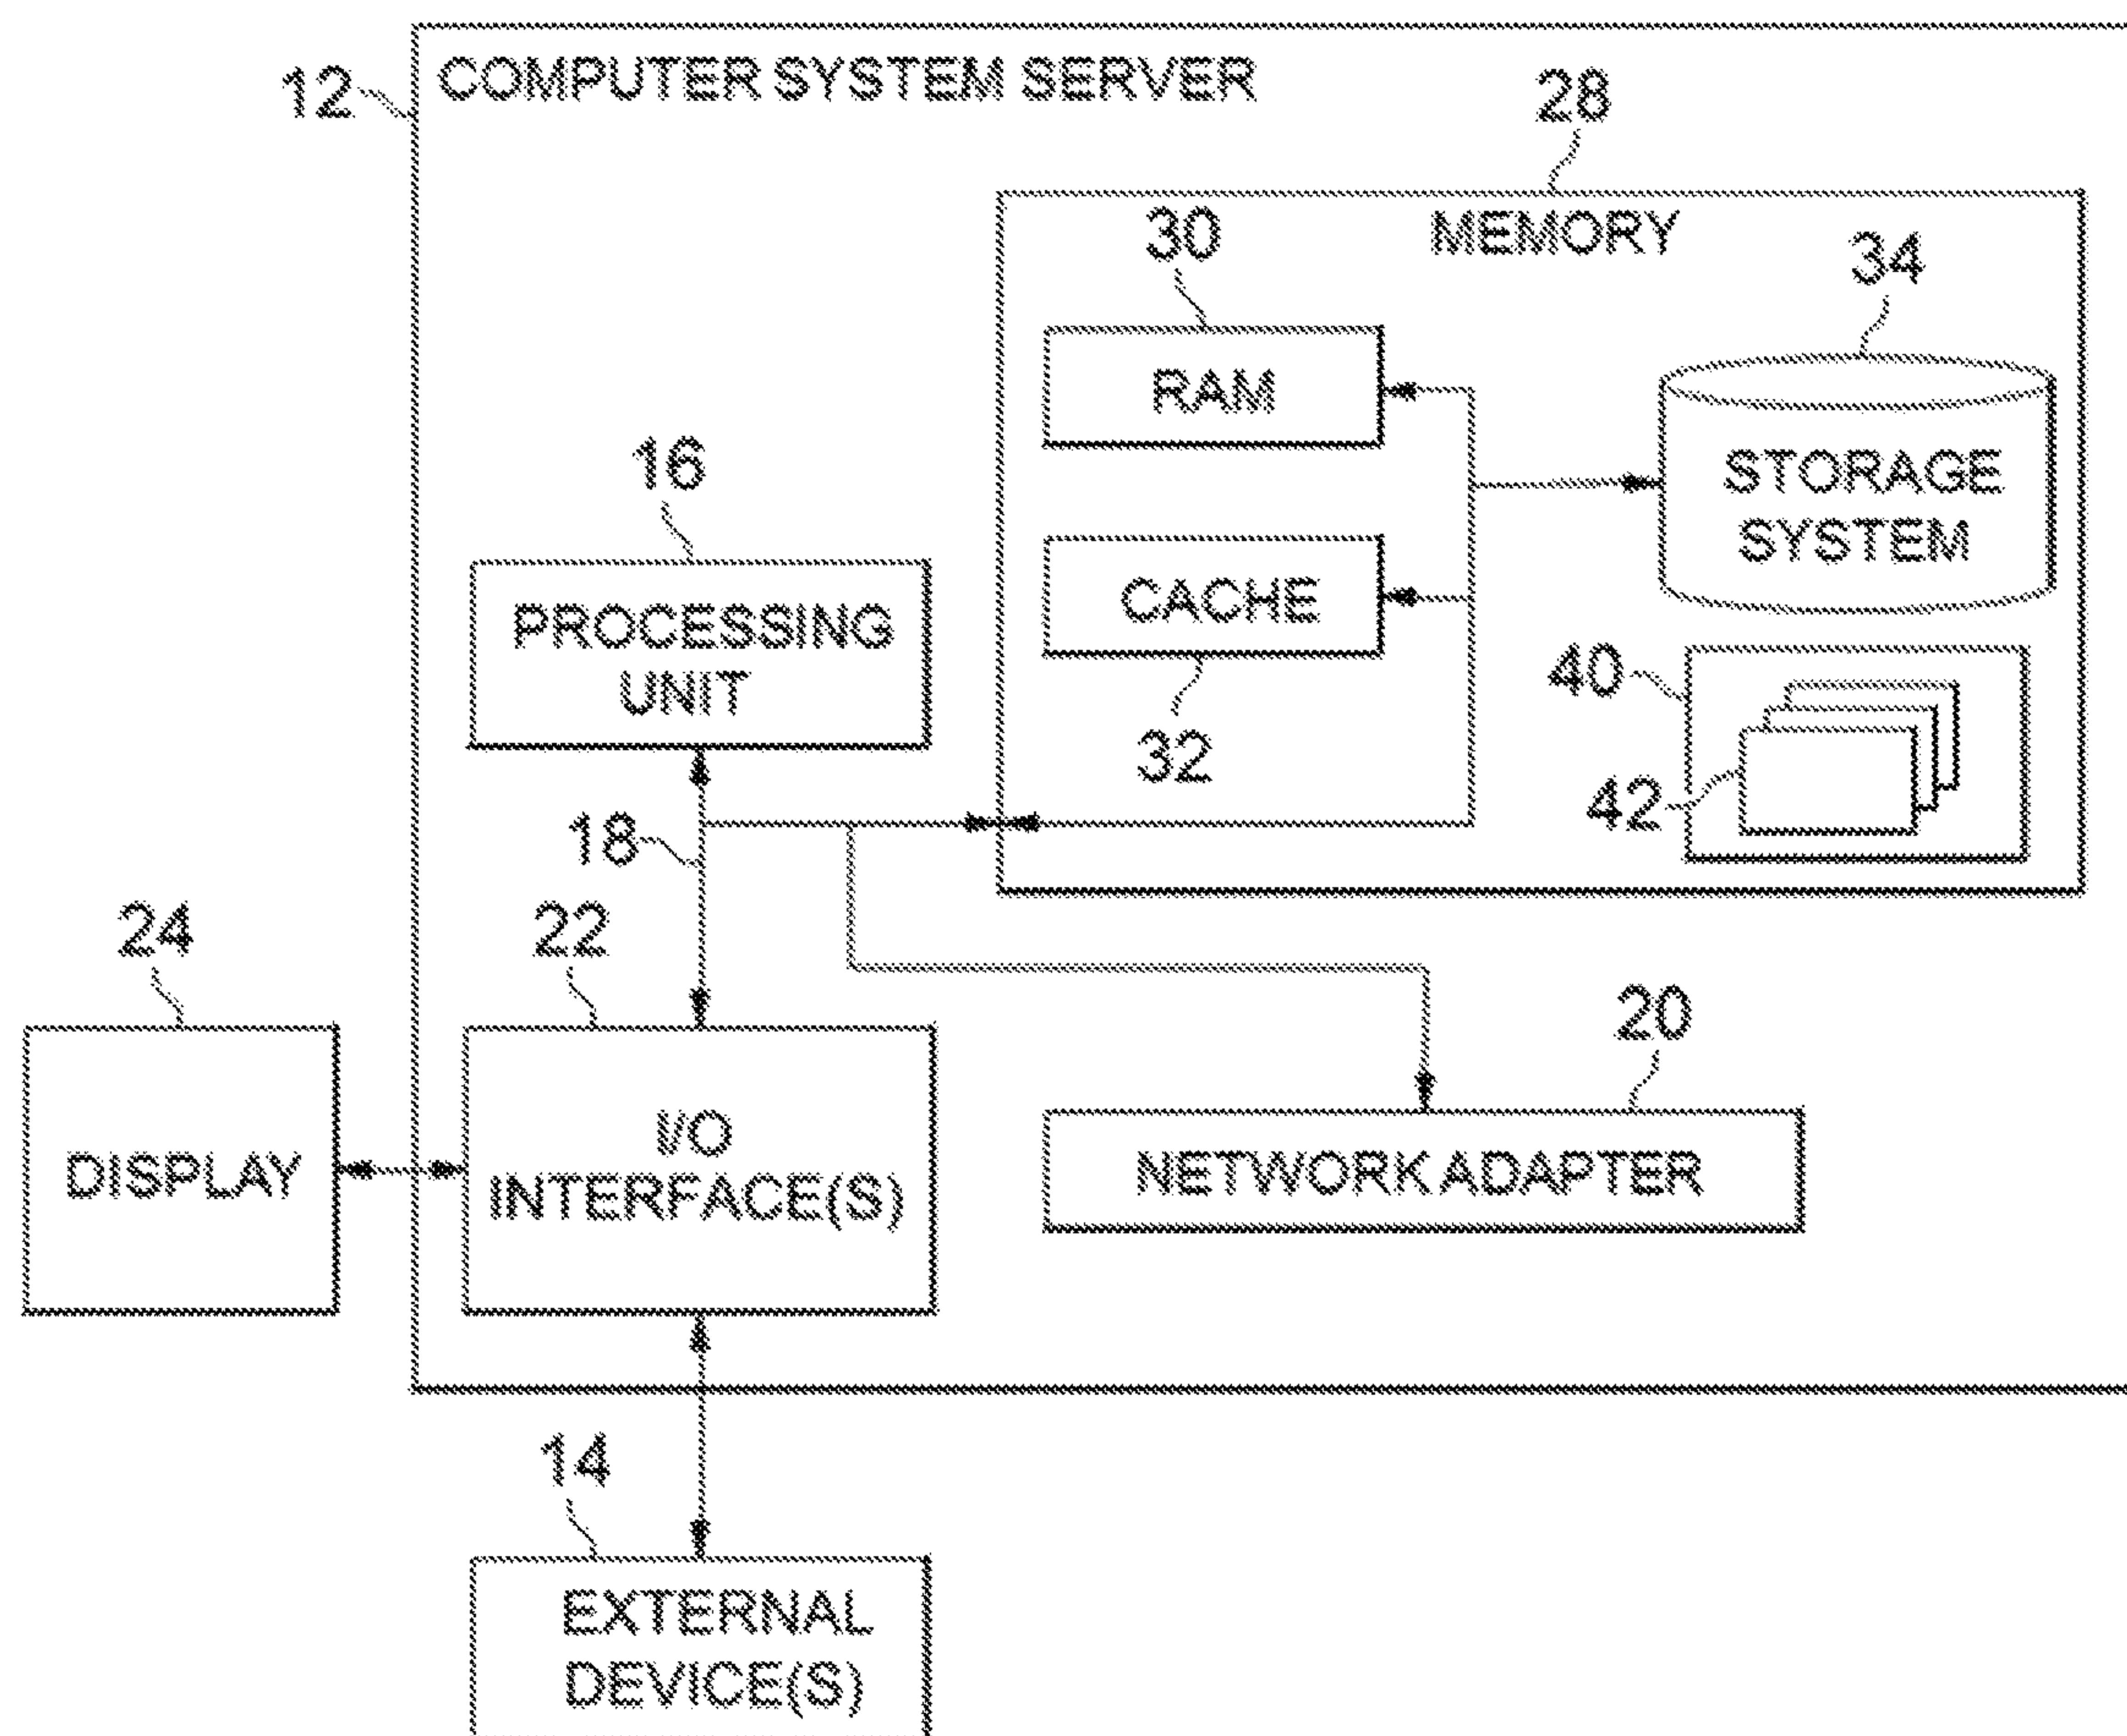 12
COMPUTER SYSTEM SERVER
28
MEMORY
30
34
RAM
STORAGE
SYSTEM
16
PROCESSING
UNIT
CACHE
32
40
42
18
24
22
20
DISPLAY
I/O
INTERFACE(S)
NETWORK ADAPTER
14
EXTERNAL
DEVICE(S)